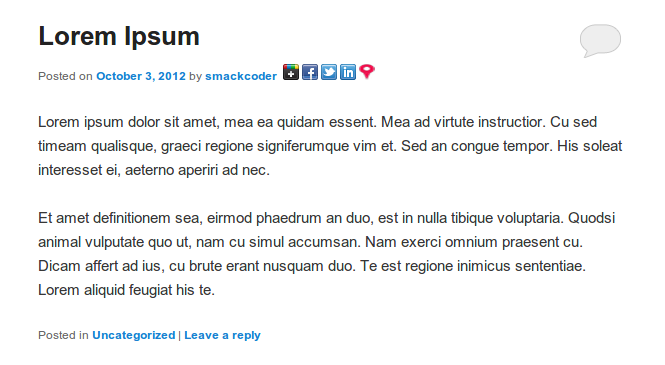 Lorem Ipsum
Posted on October 3, 2012 by smackcoder
Lorem ipsum dolor sit amet, mea ea quidam essent. Mea ad virtute instructior. Cu sed
timeam qualisque, graeci regione signiferumque vim et. Sed an congue tempor. His soleat
interesset ei, aeterno aperiri ad nec.
Et amet definitionem sea, eirmod phaedrum an duo, est in nulla tibique voluptaria. Quodsi
animal vulputate quo ut, nam cu simul accumsan. Nam exerci omnium praesent cu.
Dicam affert ad ius, cu brute erant nusquam duo. Te est regione inimicus sententiae.
Lorem aliquid feugiat his te.
Posted in Uncategorized | Leave a reply